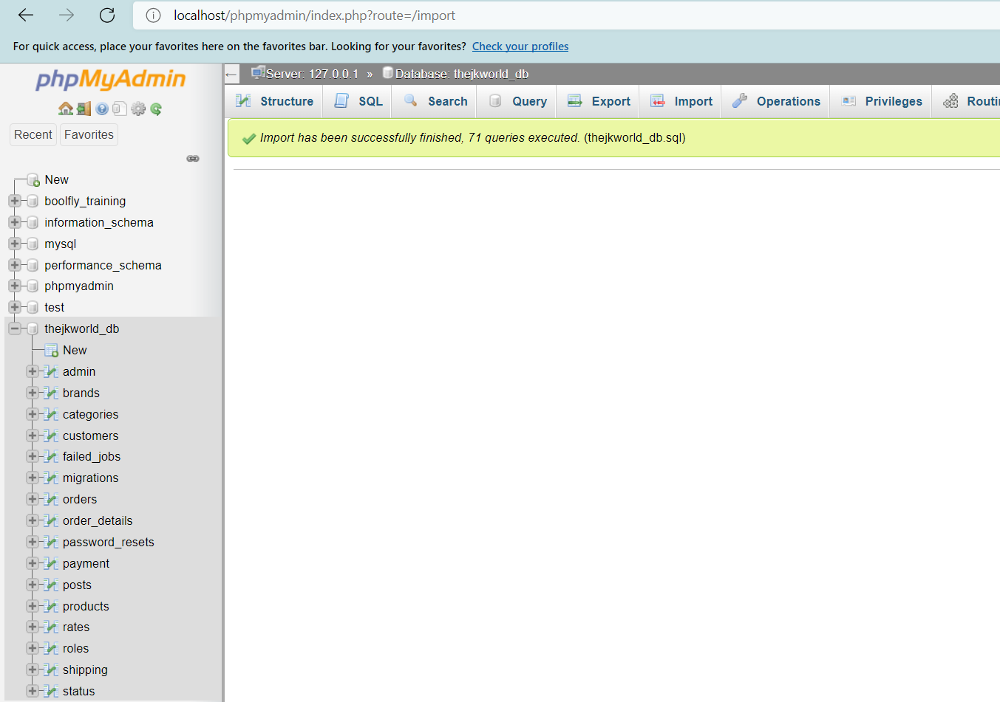 localhost/phpmyadmin/index.php?route=/import
For quick access, place your favorites here on the favorites bar. Looking for your favorites? Check your profiles
phpMyAdmin
Recent Favorites
New
boolfly_training
information_schema
mysql
performance_schema
phpmyadmin
test
thejkworld_db
New
admin
brands
categories
customers
failed_jobs
migrations
orders
order_details
password_resets
payment
posts
products
rates
roles
shipping
status
Server: 127.0.0.1 » Database: thejkworld_db
Structure SQL Search Query Export Import Operations Privileges Routi
Import has been successfully finished, 71 queries executed. (thejkworld_db.sql)